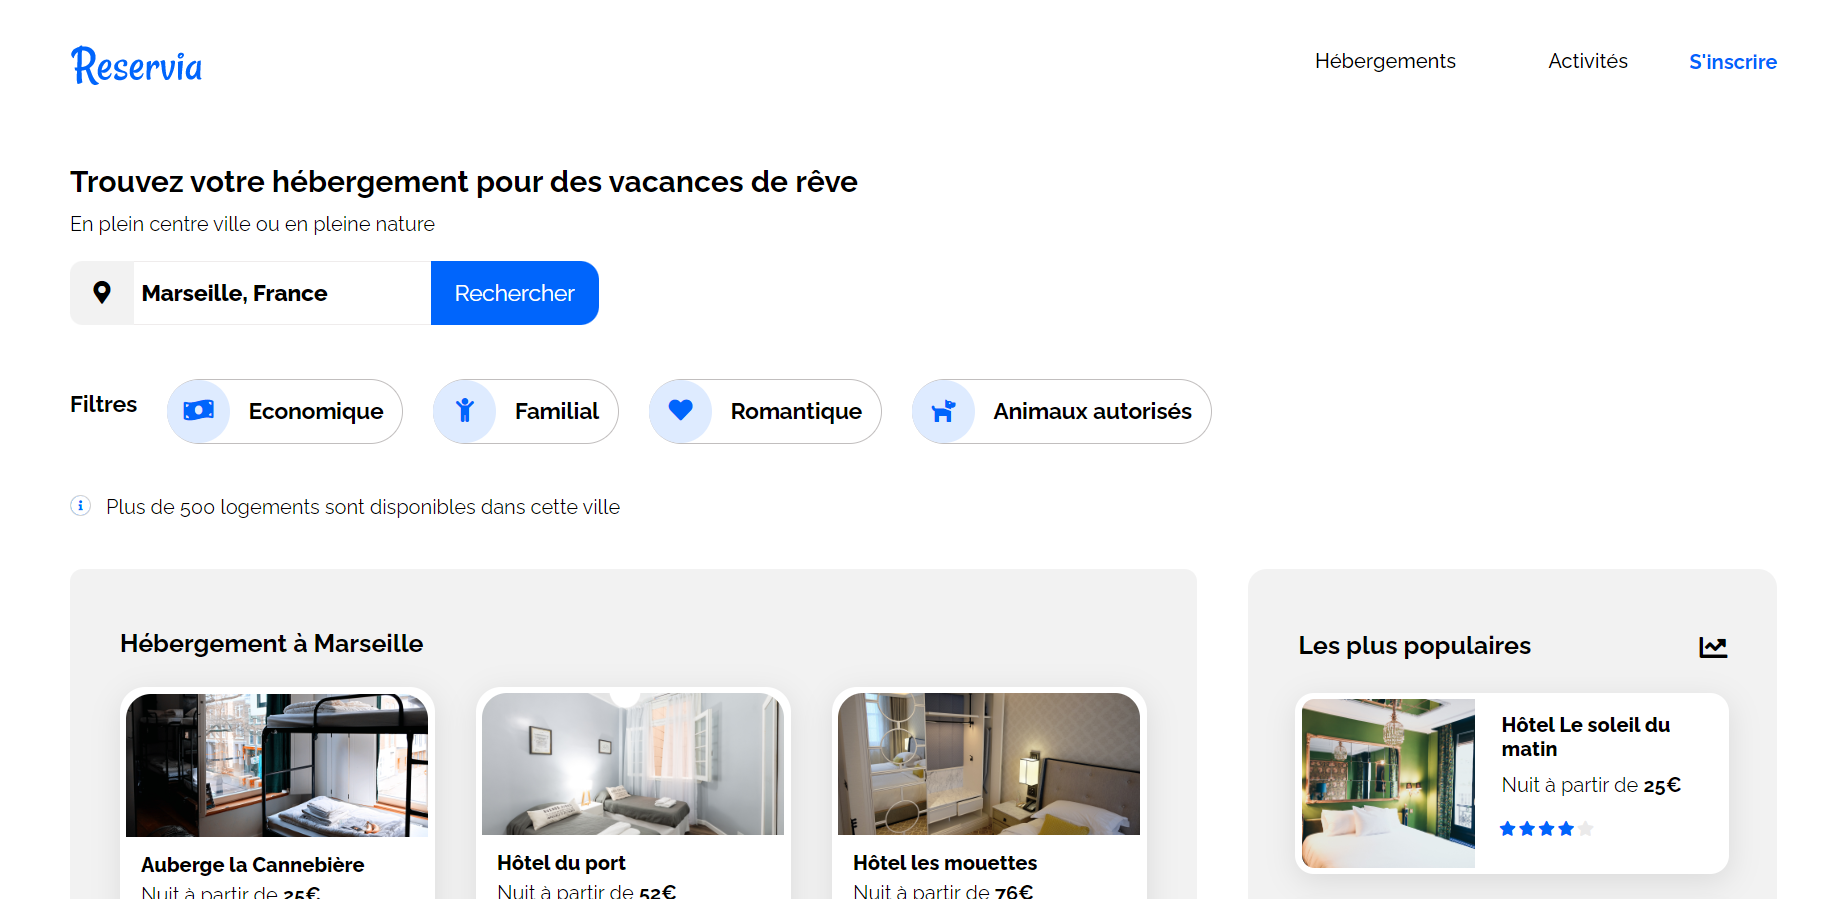 Reservia
Hébergements
Activités
S'inscrire
Trouvez votre hébergement pour des vacances de rêve
En plein centre ville ou en pleine nature
Marseille, France
Rechercher
Filtres
Economique
Familial
Romantique
Animaux autorisés
Plus de 500 logements sont disponibles dans cette ville
Hébergement à Marseille
Auberge la Cannebière
Nuit à partir de 25€
Hôtel du port
Nuit à partir de 52€
Hôtel les mouettes
Nuit à partir de 76€
Les plus populaires
Hôtel Le soleil du
matin
Nuit à partir de 25€